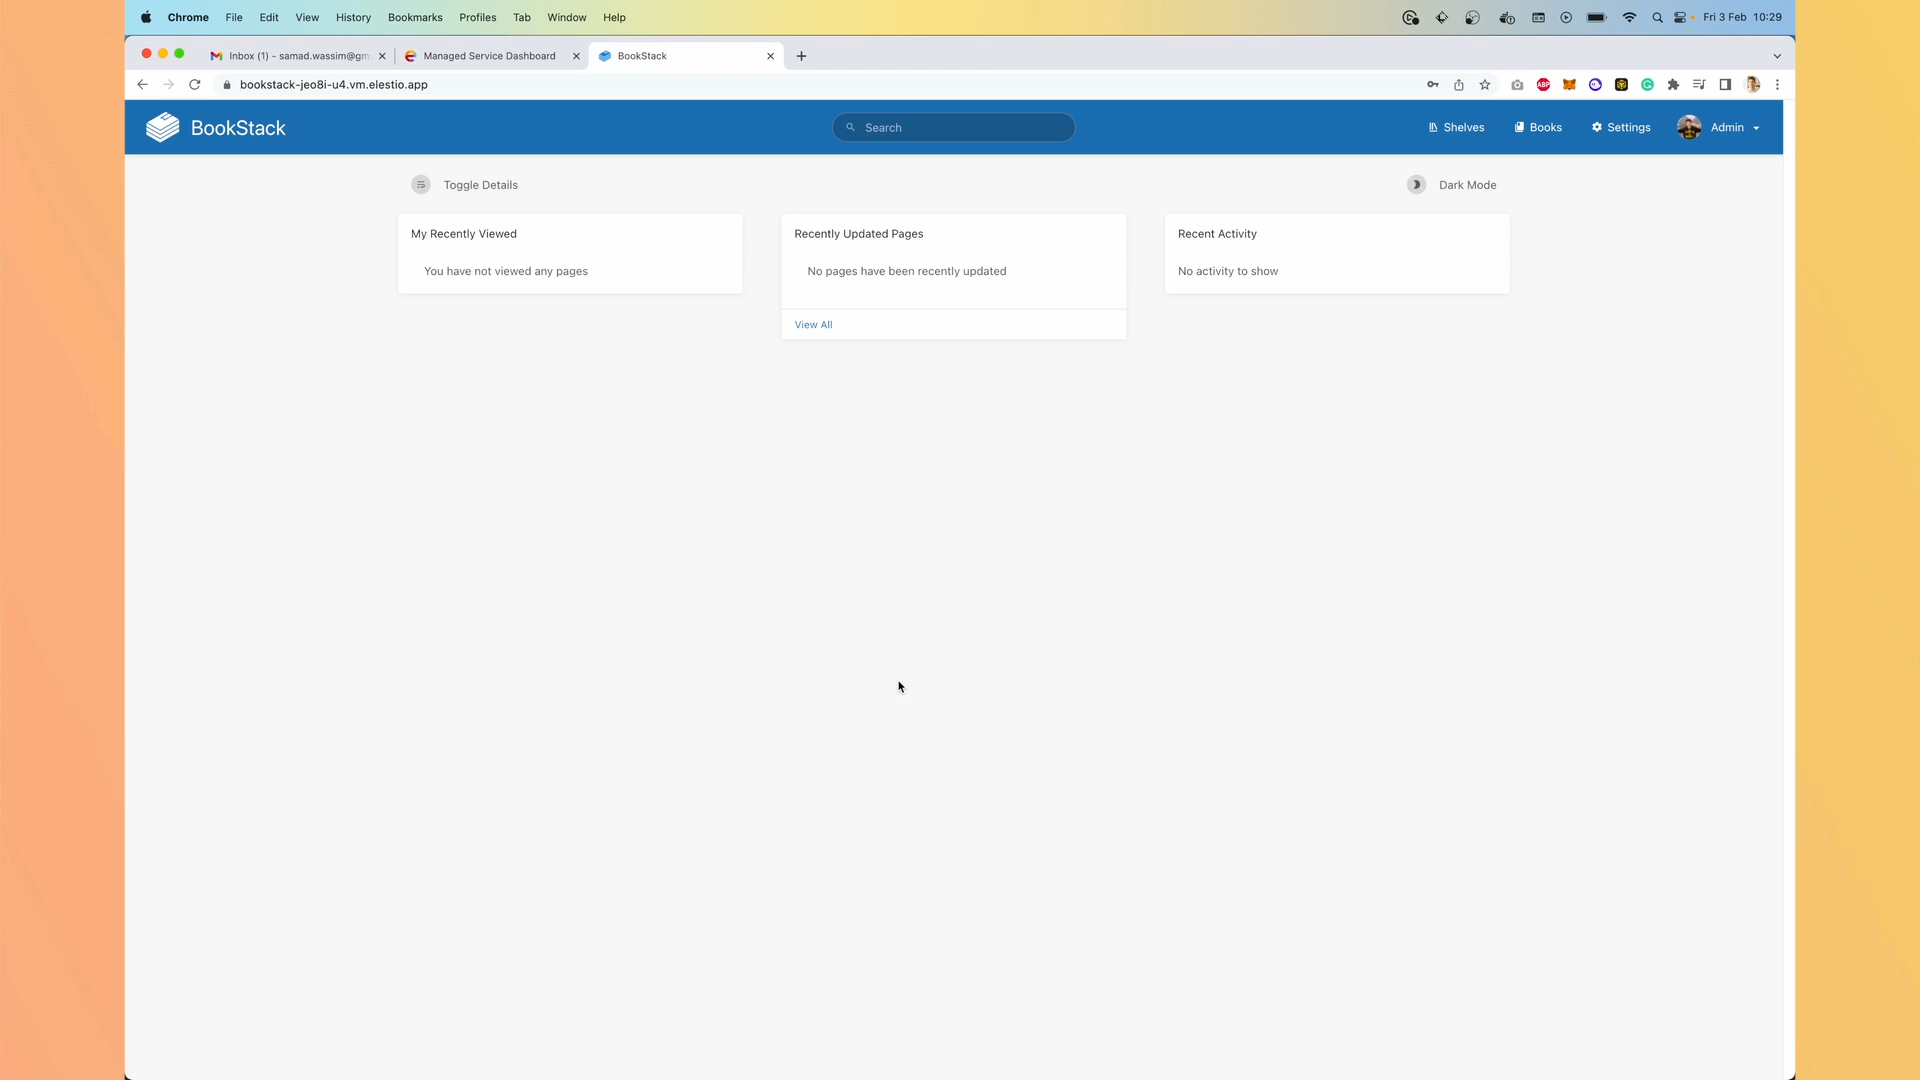 Chrome File Edit View History Bookmarks Profiles Tab Window Help Fri 3 Feb 10:29
Inbox (1) - samad.wassim@gm Managed Service Dashboard BookStack
bookstack-jeo8i-u4.vm.elestio.app ABP
BookStack Search Shelves Books Settings Admin
Toggle Details Dark Mode
My Recently Viewed Recently Updated Pages Recent Activity
You have not viewed any pages No pages have been recently updated No activity to show
View All